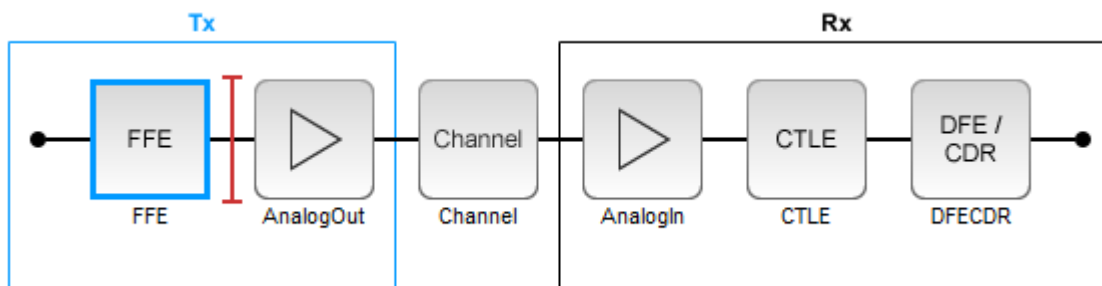 Tx
Rx
FFE
Channel
CTLE
DFE /
CDR
FFE
AnalogOut
Channel
AnalogIn
CTLE
DFECDR